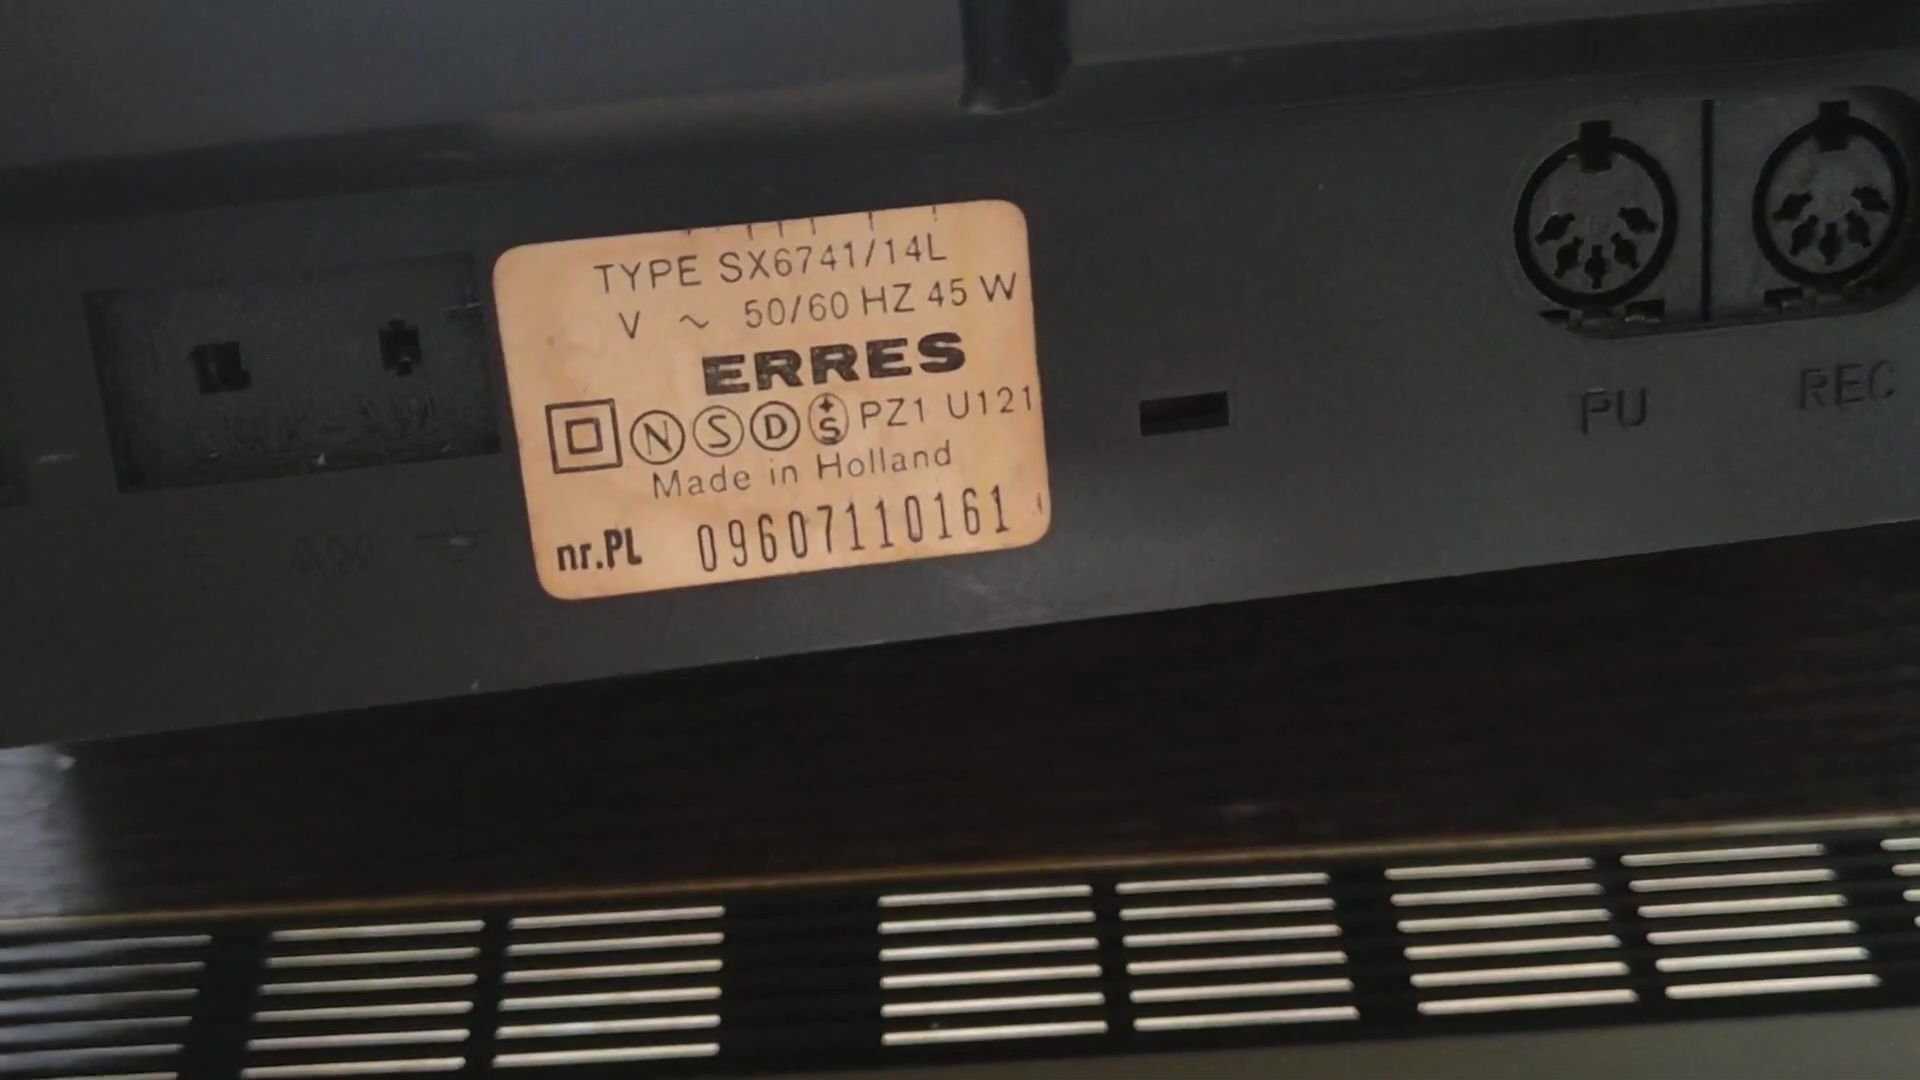 TYPE SX6741/14L
V ~ 50/60 HZ 45 W
ERRES
N S D +S PZ1 U121
Made in Holland
nr.PL 09607110161
AM
PU
REC